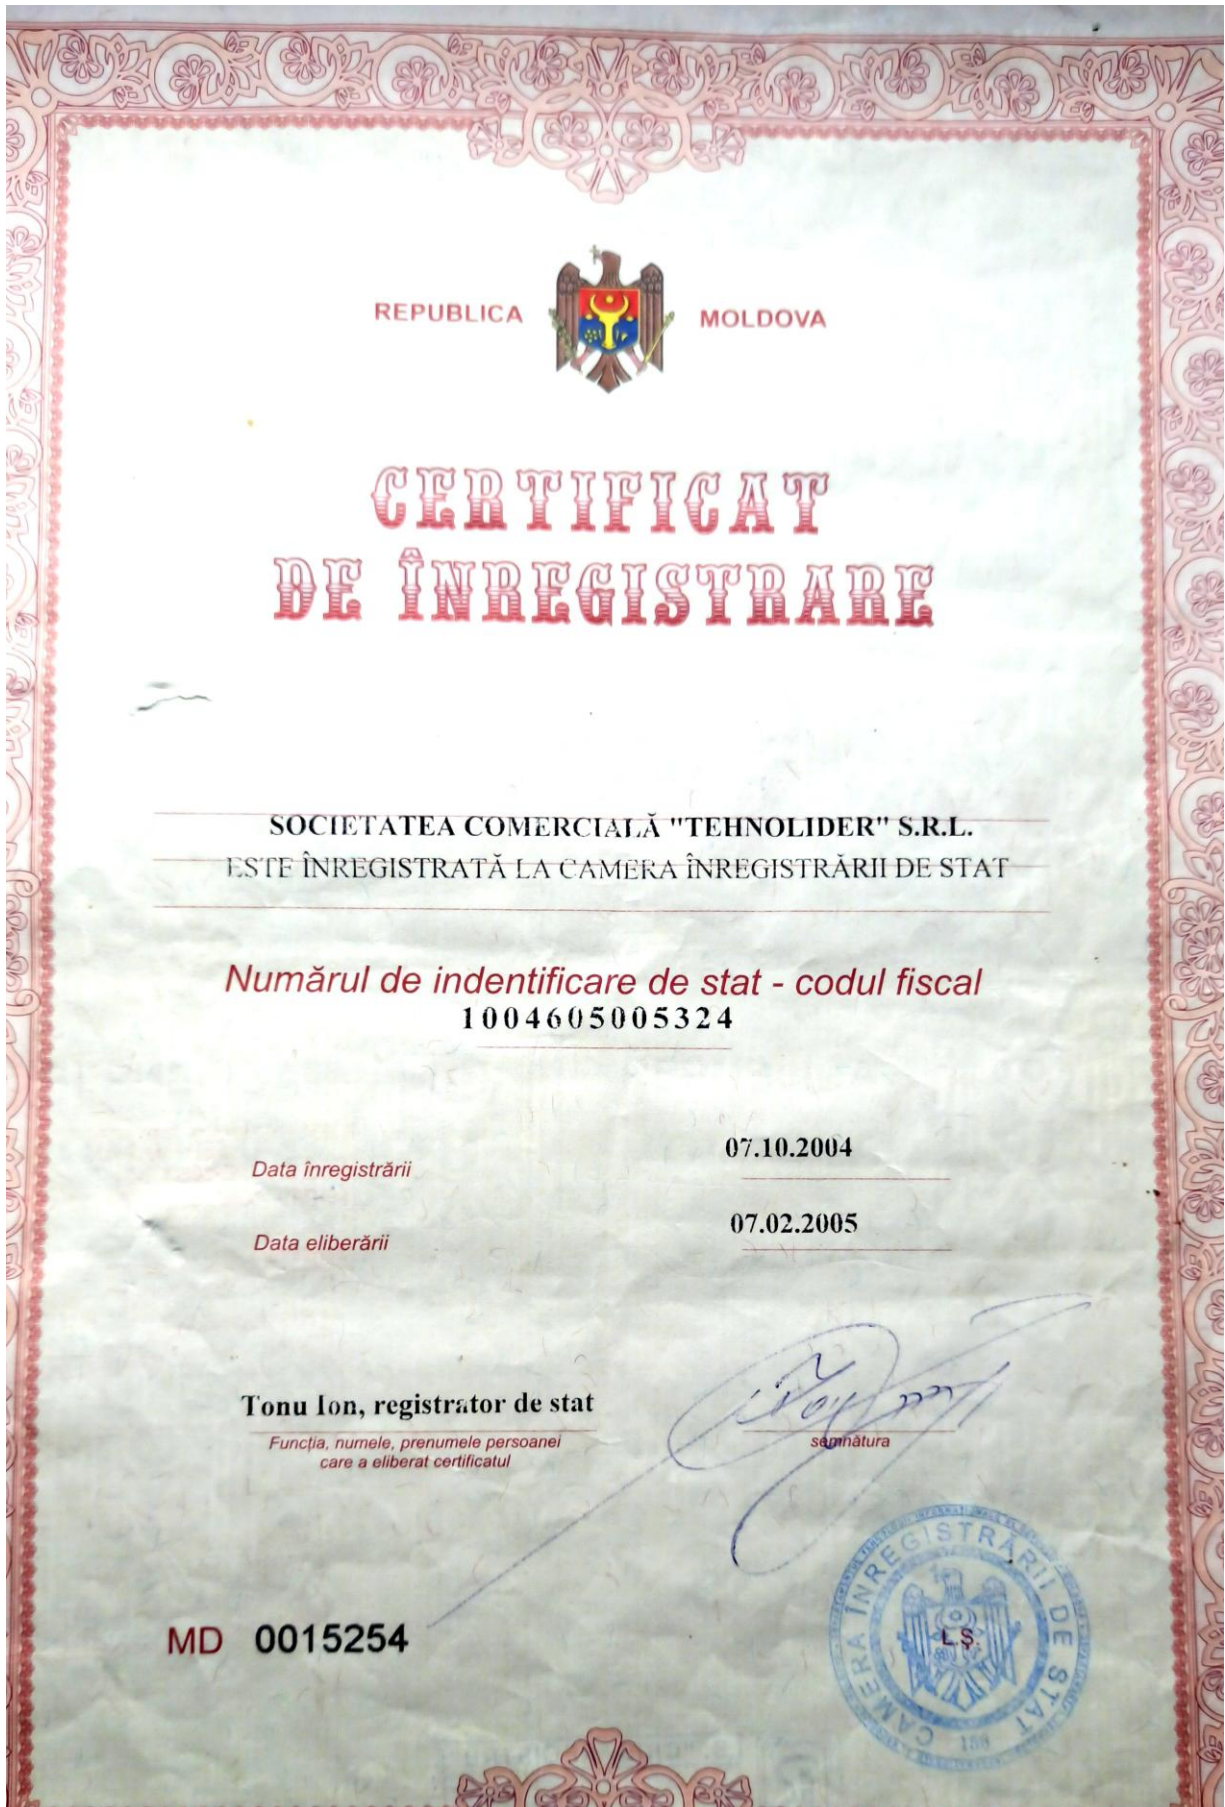 REPUBLICA MOLDOVA
CERTIFICAT
DE ÎNREGISTRARE
SOCIETATEA COMERCIALĂ "TEHNOLIDER" S.R.L.
ESTE ÎNREGISTRATĂ LA CAMERA ÎNREGISTRĂRII DE STAT
Numărul de indentificare de stat - codul fiscal
1004605005324
Data înregistrării 07.10.2004
Data eliberării 07.02.2005
Tonu Ion, registrator de stat
Funcția, numele, prenumele persoanei
care a eliberat certificatul
semnătura
MD 0015254
CAMERA ÎNREGISTRĂRII DE STAT
L.Ş.
158